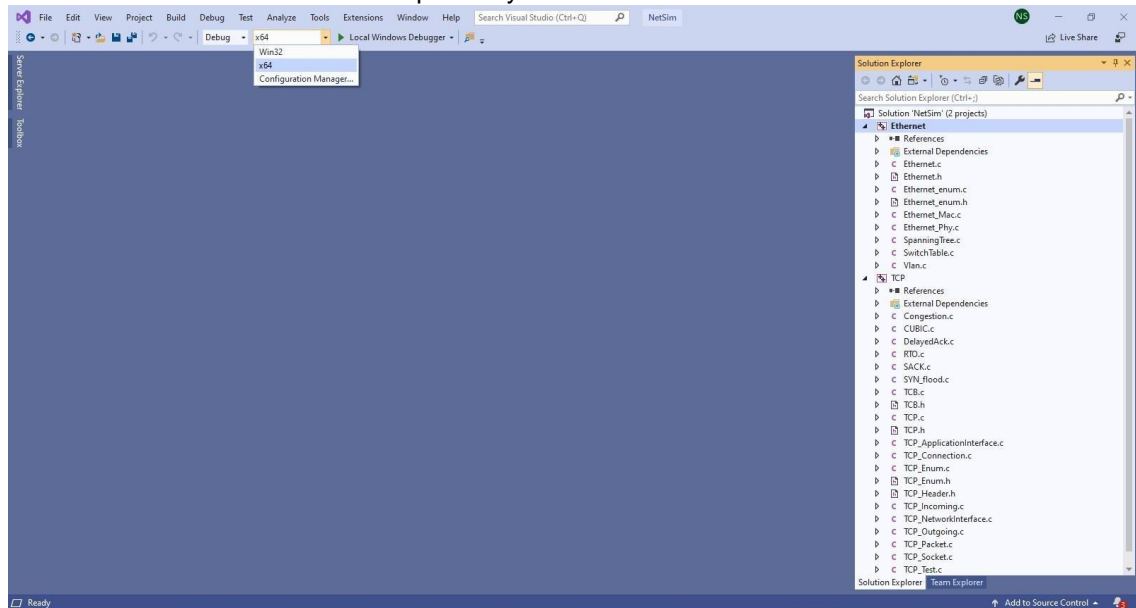 File Edit View Project Build Debug Test Analyze Tools Extensions Window Help Search Visual Studio (Ctrl+Q) NetSim NS
Debug x64 Local Windows Debugger Live Share
Win32
x64
Configuration Manager...
Server Explorer
Toolbox
Solution Explorer
Search Solution Explorer (Ctrl+;)
Solution 'NetSim' (2 projects)
Ethernet
References
External Dependencies
Ethernet.c
Ethernet.h
Ethernet_enum.c
Ethernet_enum.h
Ethernet_Mac.c
Ethernet_Phy.c
SpanningTree.c
SwitchTable.c
Vlan.c
TCP
References
External Dependencies
Congestion.c
CUBIC.c
DelayedAck.c
RTO.c
SACK.c
SYN_flood.c
TCB.c
TCB.h
TCP.c
TCP.h
TCP_ApplicationInterface.c
TCP_Connection.c
TCP_Enum.c
TCP_Enum.h
TCP_Header.h
TCP_Incoming.c
TCP_NetworkInterface.c
TCP_Outgoing.c
TCP_Packet.c
TCP_Socket.c
TCP_Test.c
Solution Explorer Team Explorer
Ready Add to Source Control